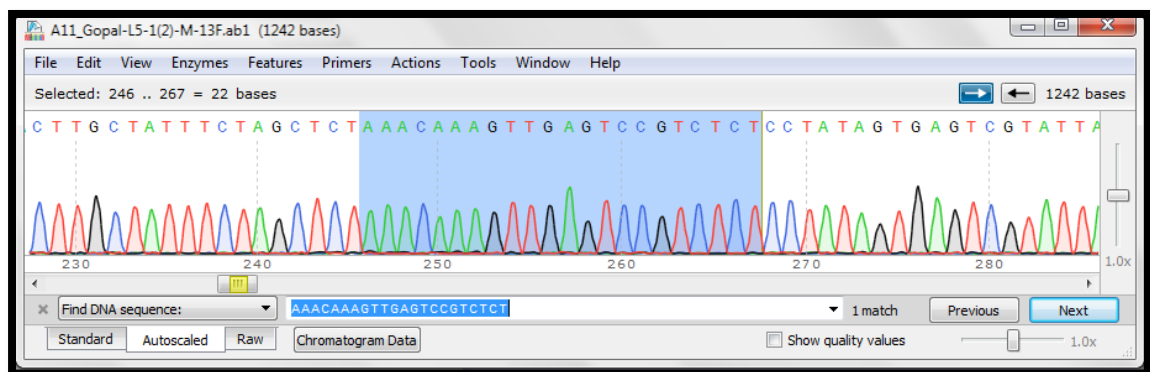 A11_Gopal-L5-1(2)-M-13F.ab1 (1242 bases)
File Edit View Enzymes Features Primers Actions Tools Window Help
Selected: 246 .. 267 = 22 bases 1242 bases
C T T G C T A T T T C T A G C T C T A A A C A A A G T T G A G T C C G T C T C T C C T A T A G T G A G T C G T A T T A
230 240 250 260 270 280 1.0x
Find DNA sequence: AAACAAAGTTGAGTCCGTCTCT 1 match Previous Next
Standard Autoscaled Raw Chromatogram Data Show quality values 1.0x